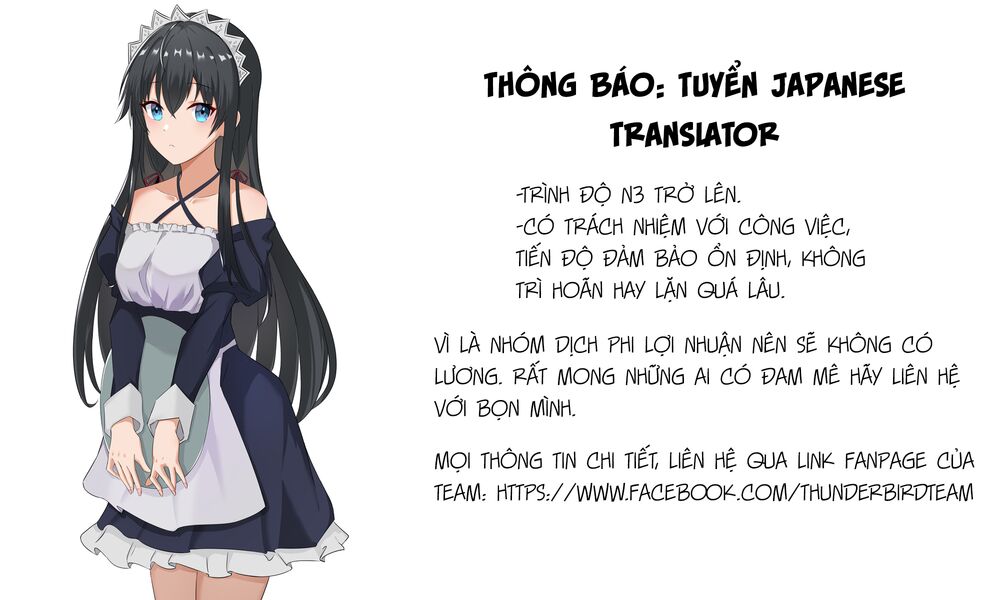 THÔNG BÁO: TUYỂN JAPANESE
TRANSLATOR
-TRÌNH ĐỘ N3 TRỞ LÊN.
-CÓ TRÁCH NHIỆM VỚI CÔNG VIỆC,
TIẾN ĐỘ ĐẢM BẢO ỔN ĐỊNH, KHÔNG
TRÌ HOÃN HAY LẶN QUÁ LÂU.
VÌ LÀ NHÓM DỊCH PHI LỢI NHUẬN NÊN SẼ KHÔNG CÓ
LƯƠNG. RẤT MONG NHỮNG AI CÓ ĐAM MÊ HÃY LIÊN HỆ
VỚI BỌN MÌNH.
MỌI THÔNG TIN CHI TIẾT, LIÊN HỆ QUA LINK FANPAGE CỦA
TEAM: HTTPS://WWW.FACEBOOK.COM/THUNDERBIRDTEAM